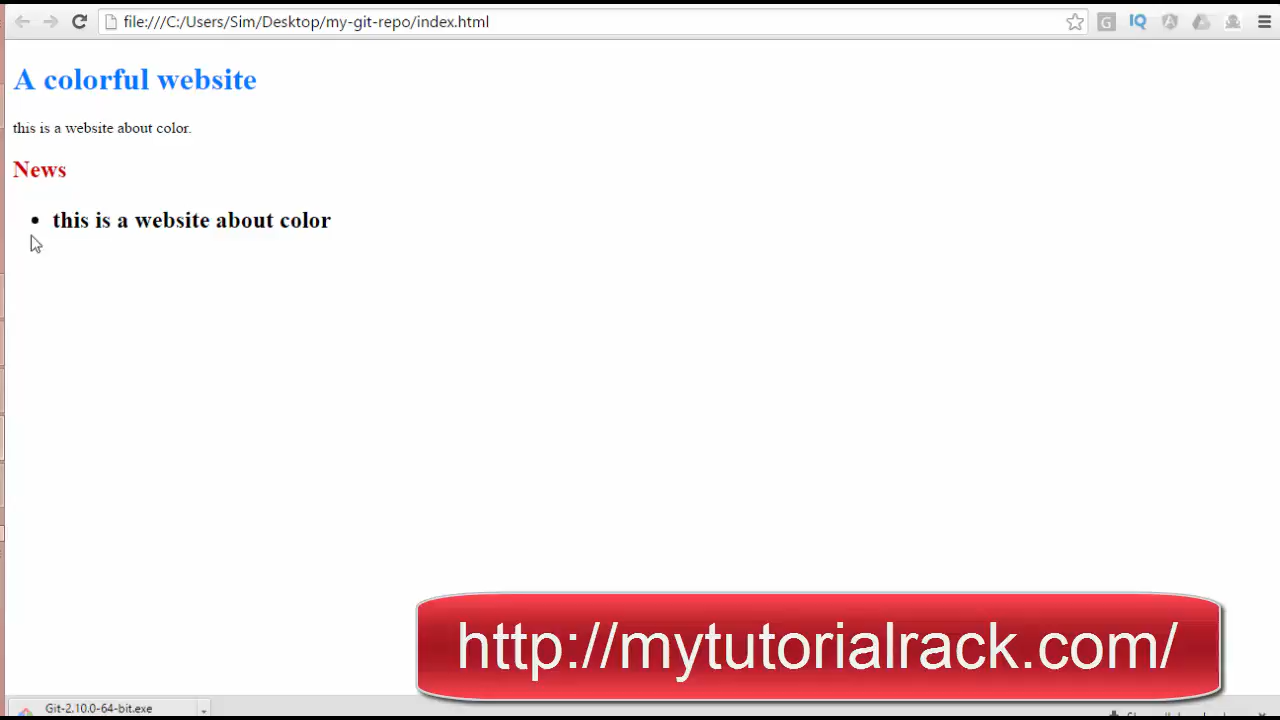 file:///C:/Users/Sim/Desktop/my-git-repo/index.html
G
IQ
A colorful website
this is a website about color.
News
• this is a website about color
http://mytutorialrack.com/
Git-2.10.0-64-bit.exe